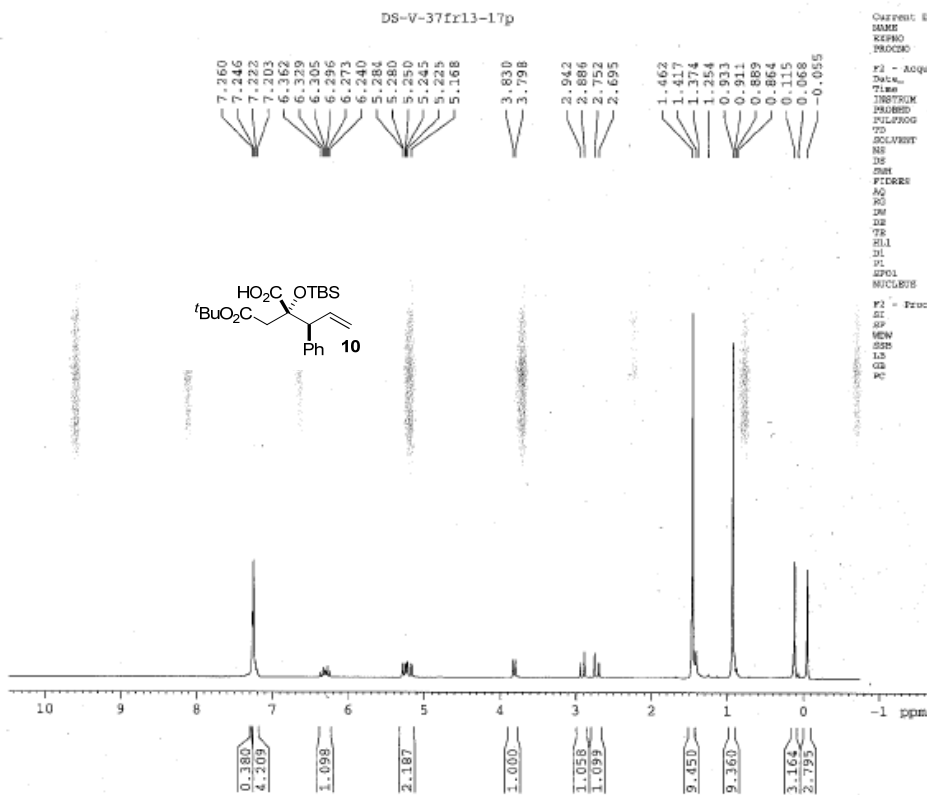 DS-V-37fr13-17p
7.260
7.246
7.222
7.203
6.362
6.329
6.305
6.296
6.273
6.240
5.284
5.280
5.250
5.245
5.225
5.168
3.830
3.798
2.942
2.886
2.752
2.695
1.462
1.417
1.374
1.254
0.933
0.911
0.889
0.864
0.115
0.068
-0.055
Current
NAME
EXPNO
PROCNO
F2 - Acqu
Date_
Time
INSTRUM
PROBHD
PULPROG
TD
SOLVENT
NS
DS
SWH
FIDRES
AQ
RG
DW
DE
TE
HL1
D1
P1
SFO1
NUCLEUS
F2 - Proc
SI
SF
WDW
SSB
LB
GB
PC
HO2C OTBS
tBuO2C
Ph 10
10 9 8 7 6 5 4 3 2 1 0 -1 ppm
0.380
4.209
1.098
2.187
1.000
1.058
1.099
9.450
9.360
3.164
2.795